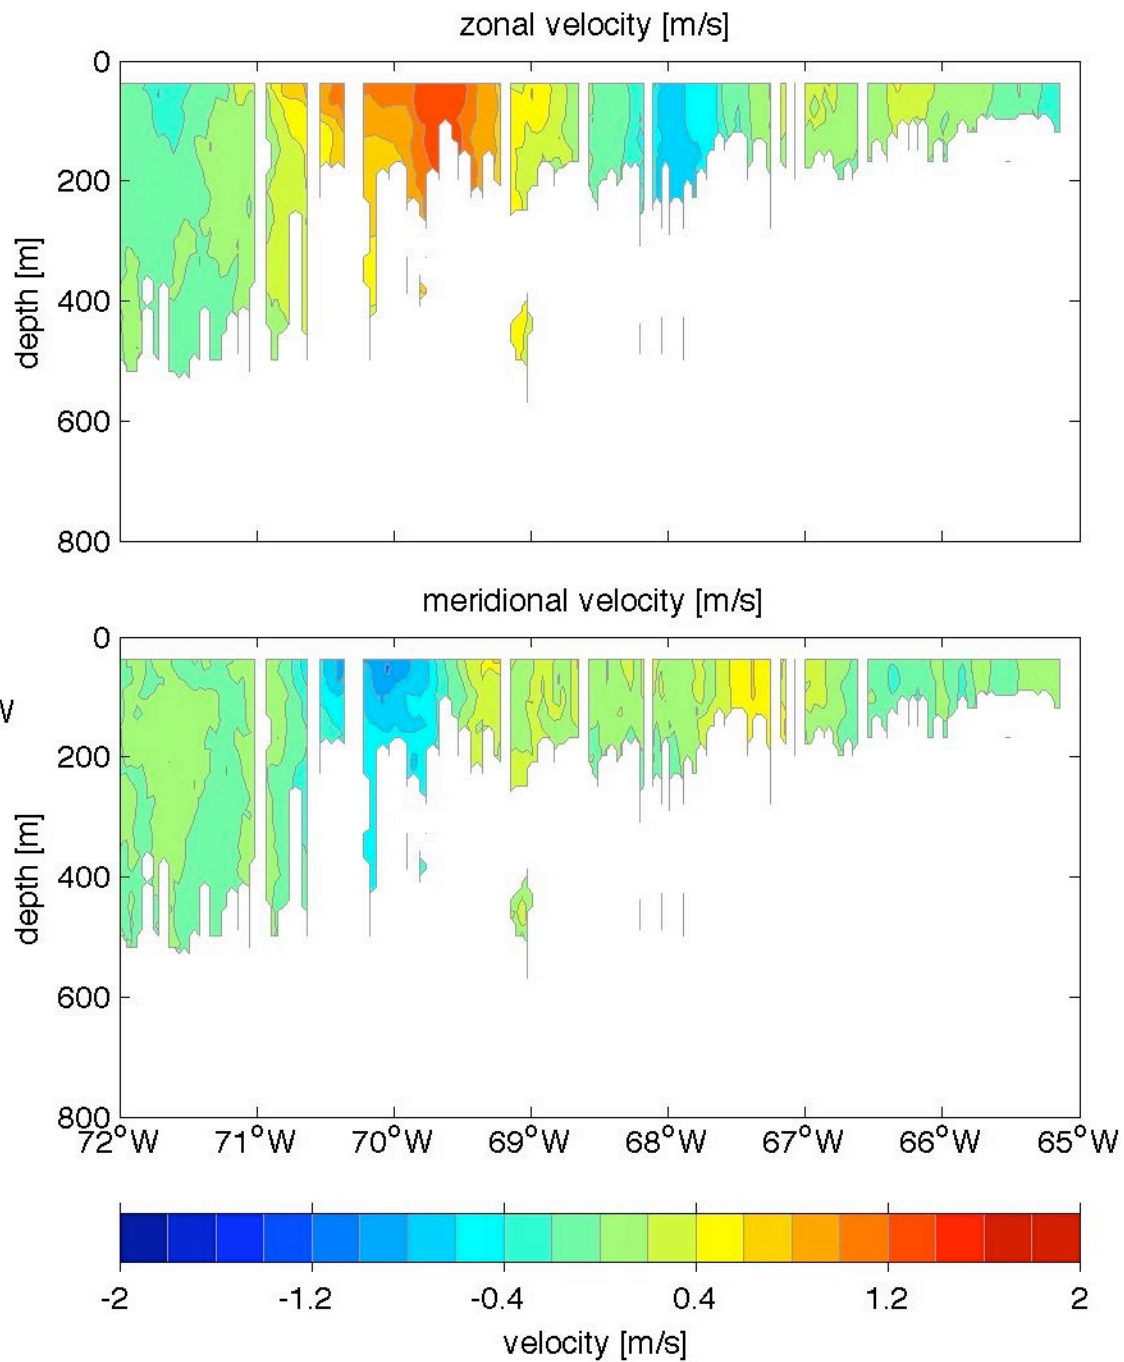 zonal velocity [m/s]
0
200
400
600
800
depth [m]
meridional velocity [m/s]
0
200
400
600
800
depth [m]
W
72°W 71°W 70°W 69°W 68°W 67°W 66°W 65°W
-2 -1.2 -0.4 0.4 1.2 2
velocity [m/s]